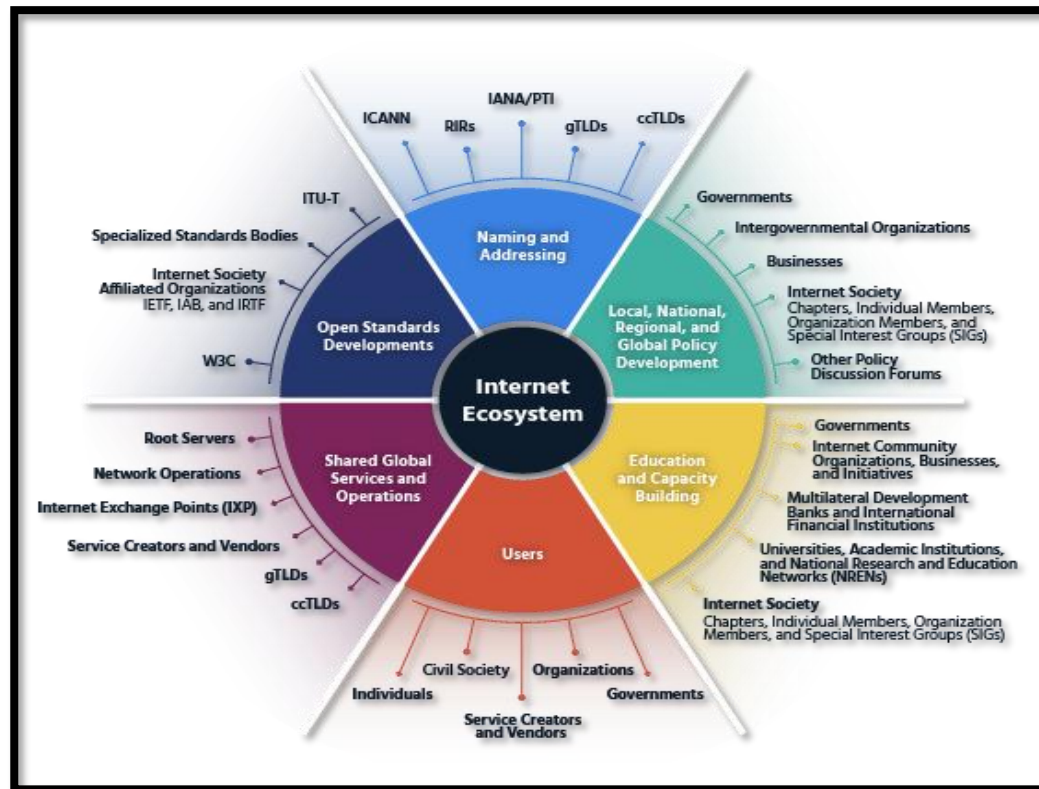 IANA/PTI
ICANN
RIRs
gTLDs
ccTLDs
Naming and
Addressing
Governments
Intergovernmental Organizations
Businesses
Internet Society
Chapters, Individual Members,
Organization Members, and
Special Interest Groups (SIGs)
Other Policy
Discussion Forums
Local, National,
Regional, and
Global Policy
Development
ITU-T
Specialized Standards Bodies
Internet Society
Affiliated Organizations
IETF, IAB, and IRTF
W3C
Open Standards
Developments
Internet
Ecosystem
Root Servers
Network Operations
Internet Exchange Points (IXP)
Service Creators and Vendors
gTLDs
ccTLDs
Shared Global
Services and
Operations
Education
and Capacity
Building
Governments
Internet Community
Organizations, Businesses,
and Initiatives
Multilateral Development
Banks and International
Financial Institutions
Universities, Academic Institutions,
and National Research and Education
Networks (NRENs)
Internet Society
Chapters, Individual Members, Organization
Members, and Special Interest Groups (SIGs)
Users
Individuals
Civil Society
Service Creators
and Vendors
Organizations
Governments